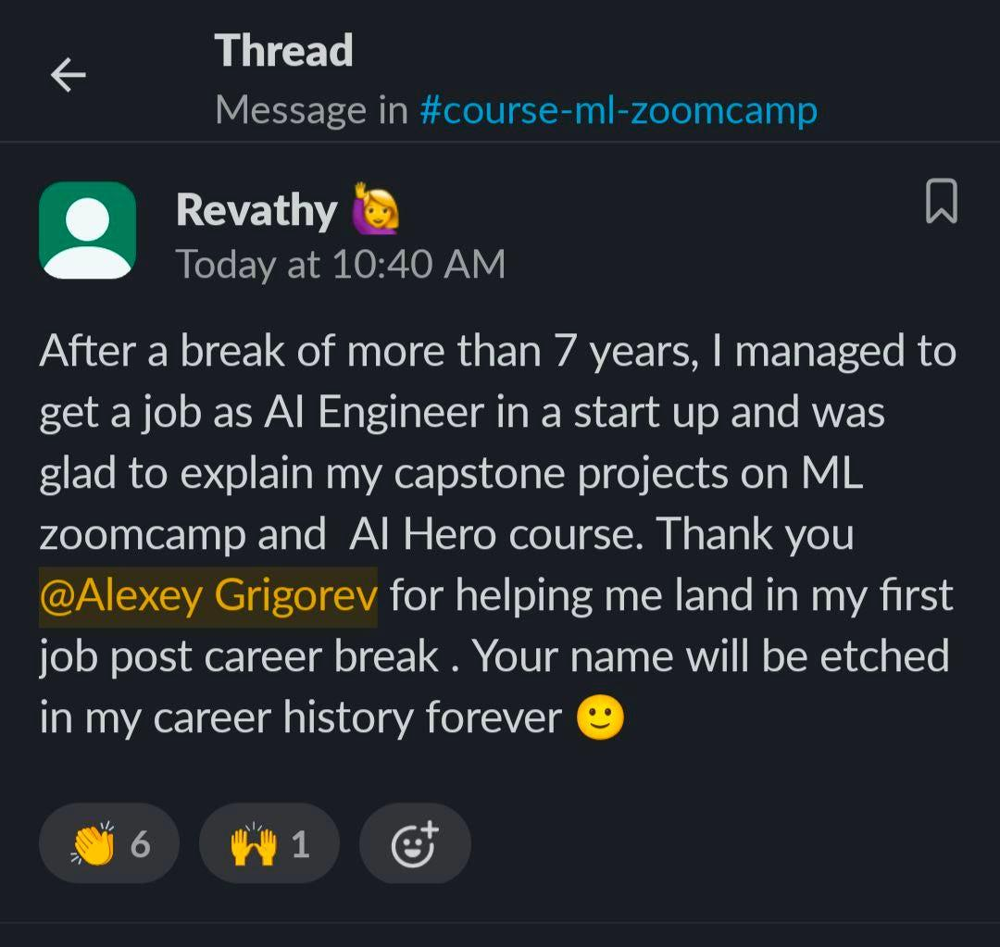 Thread
Message in #course-ml-zoomcamp
Revathy 🙋‍♀️
Today at 10:40 AM
After a break of more than 7 years, I managed to
get a job as AI Engineer in a start up and was
glad to explain my capstone projects on ML
zoomcamp and  AI Hero course. Thank you
@Alexey Grigorev for helping me land in my first
job post career break . Your name will be etched
in my career history forever 🙂
👏 6 🙌 1